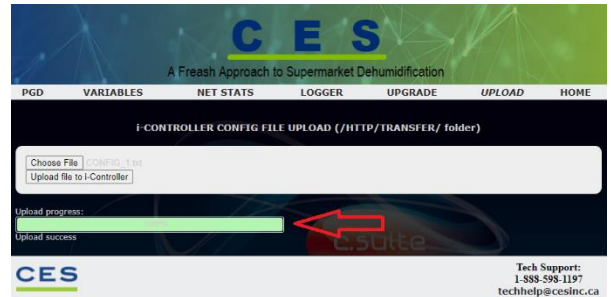 CES
A Freash Approach to Supermarket Dehumidification
PGD VARIABLES NET STATS LOGGER UPGRADE UPLOAD HOME
i-CONTROLLER CONFIG FILE UPLOAD (/HTTP/TRANSFER/ folder)
Choose File CONFIG_1.txt
Upload file to i-Controller
Upload progress:
Upload success
c.suite
CES
Tech Support:
1-888-598-1197
techhelp@cesinc.ca